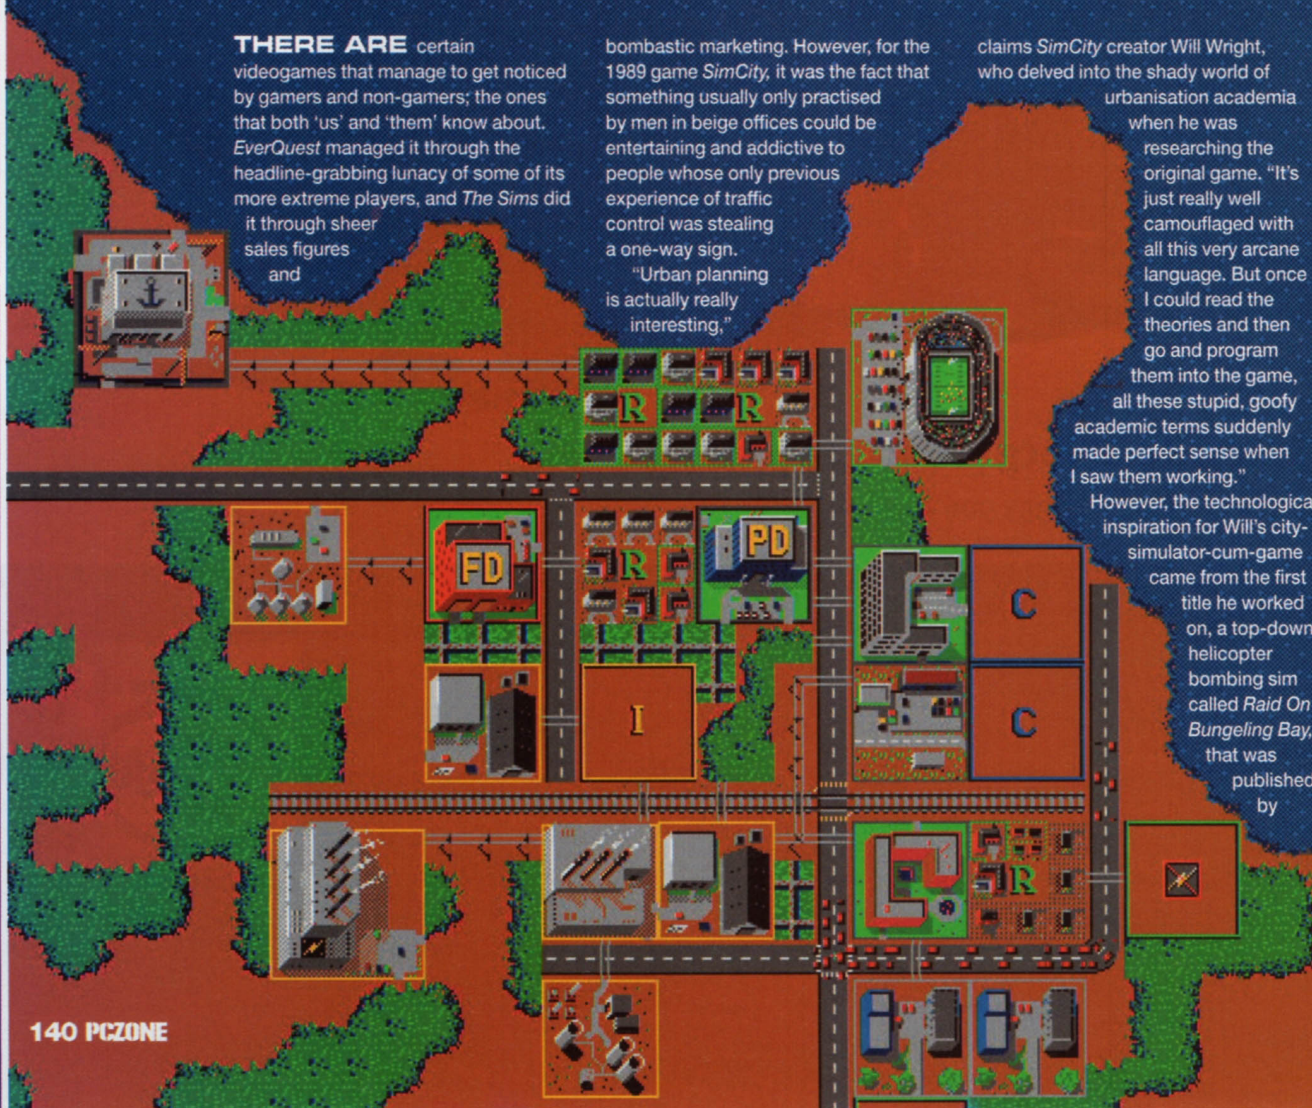 THERE ARE certain
videogames that manage to get noticed
by gamers and non-gamers; the ones
that both ‘us’ and ‘them’ know about.
EverQuest managed it through the
headline-grabbing lunacy of some of its
more extreme players, and The Sims did
it through sheer
sales figures
and
bombastic marketing. However, for the
1989 game SimCity, it was the fact that
something usually only practised
by men in beige offices could be
entertaining and addictive to
people whose only previous
experience of traffic
control was stealing
a one-way sign.
“Urban planning
is actually really
interesting,”
claims SimCity creator Will Wright,
who delved into the shady world of
urbanisation academia
when he was
researching the
original game. “It’s
just really well
camouflaged with
all this very arcane
language. But once
I could read the
theories and then
go and program
them into the game,
all these stupid, goofy
academic terms suddenly
made perfect sense when
I saw them working.”
However, the technologica
inspiration for Will’s city-
simulator-cum-game
came from the first
title he worked
on, a top-down
helicopter
bombing sim
called Raid On
Bungeling Bay,
that was
published
by
R R
FD
R
PD
C
I
C
R
140 PCZONE